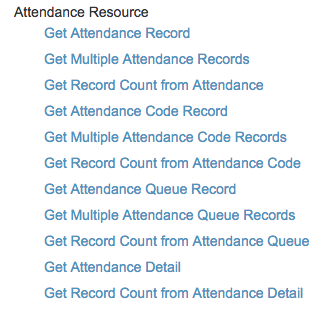 Attendance Resource
Get Attendance Record
Get Multiple Attendance Records
Get Record Count from Attendance
Get Attendance Code Record
Get Multiple Attendance Code Records
Get Record Count from Attendance Code
Get Attendance Queue Record
Get Multiple Attendance Queue Records
Get Record Count from Attendance Queue
Get Attendance Detail
Get Record Count from Attendance Detail